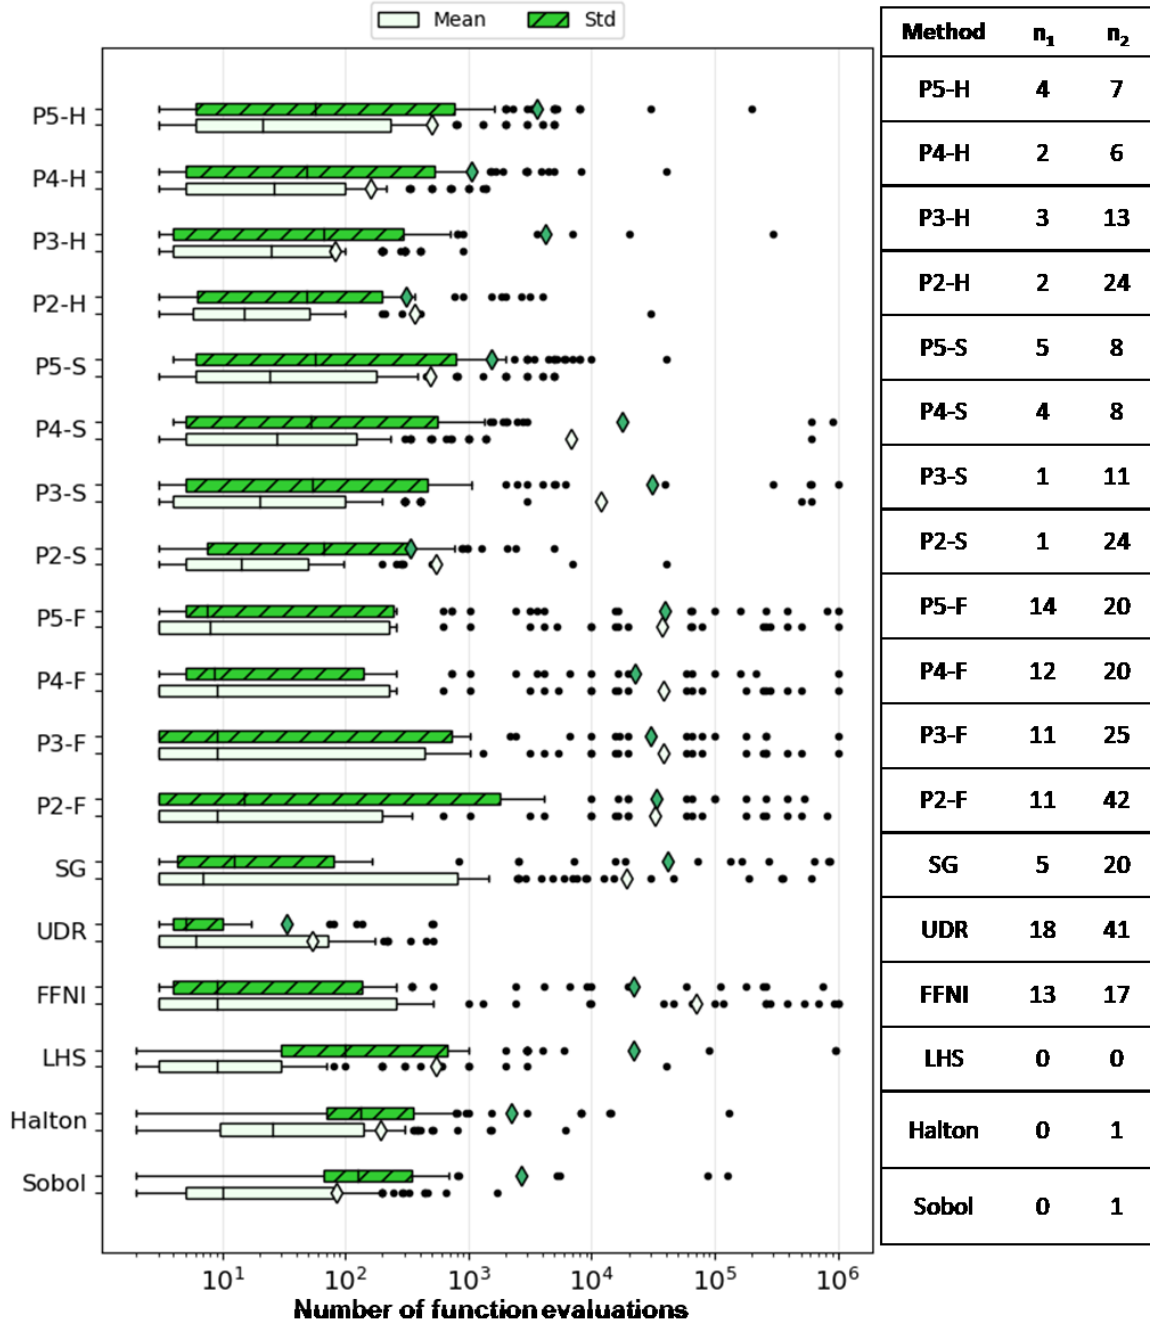 Mean Std
Method n₁ n₂
P5-H 4 7
P4-H 2 6
P3-H 3 13
P2-H 2 24
P5-S 5 8
P4-S 4 8
P3-S 1 11
P2-S 1 24
P5-F 14 20
P4-F 12 20
P3-F 11 25
P2-F 11 42
SG 5 20
UDR 18 41
FFNI 13 17
LHS 0 0
Halton 0 1
Sobol 0 1
P5-H
P4-H
P3-H
P2-H
P5-S
P4-S
P3-S
P2-S
P5-F
P4-F
P3-F
P2-F
SG
UDR
FFNI
LHS
Halton
Sobol
10¹ 10² 10³ 10⁴ 10⁵ 10⁶
Number of function evaluations